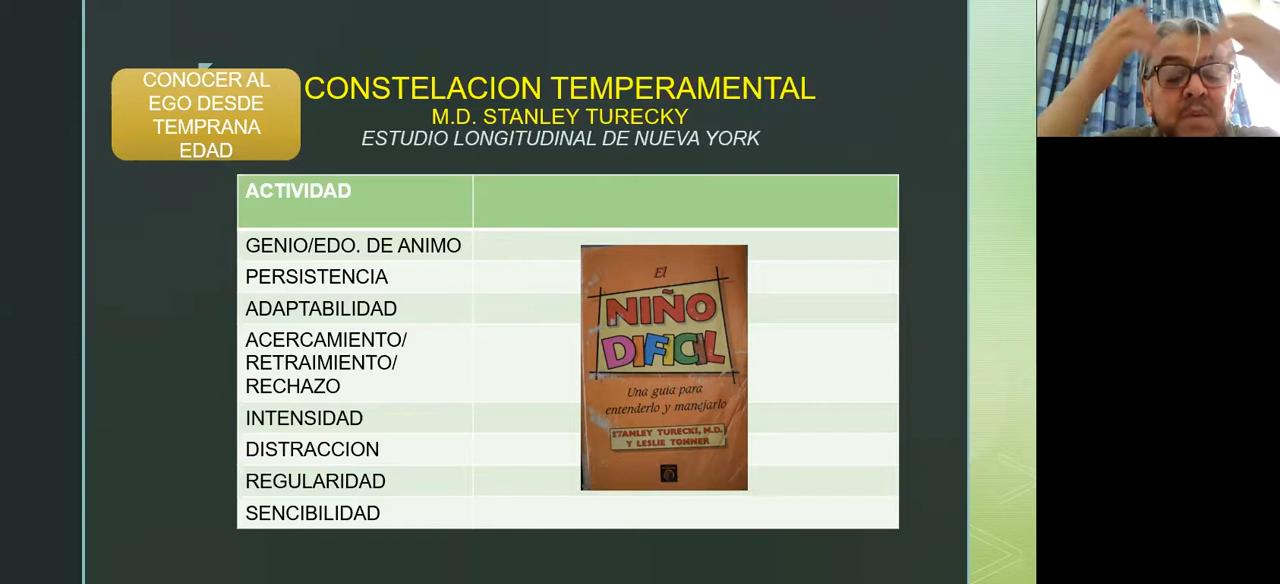 CONOCER AL
EGO DESDE
TEMPRANA
EDAD
CONSTELACION TEMPERAMENTAL
M.D. STANLEY TURECKY
ESTUDIO LONGITUDINAL DE NUEVA YORK
ACTIVIDAD
GENIO/EDO. DE ANIMO
PERSISTENCIA
ADAPTABILIDAD
ACERCAMIENTO/
RETRAIMIENTO/
RECHAZO
INTENSIDAD
DISTRACCION
REGULARIDAD
SENCIBILIDAD
El
NIÑO
DIFICIL
Una guía para
entenderlo y manejarlo
STANLEY TURECKI, M.D.
Y LESLIE TONNER